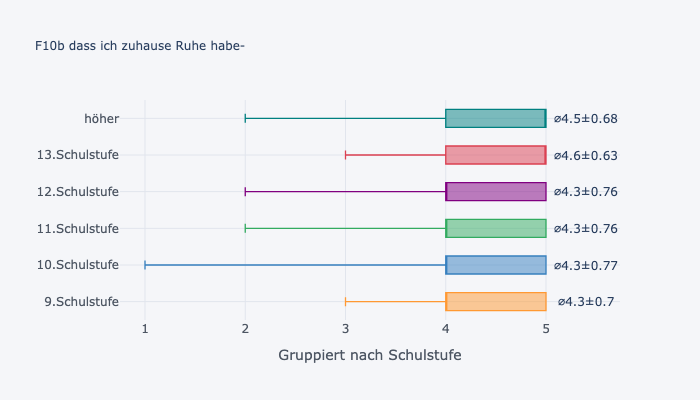 F10b dass ich zuhause Ruhe habe-
höher ⌀4.5±0.68
13.Schulstufe ⌀4.6±0.63
12.Schulstufe ⌀4.3±0.76
11.Schulstufe ⌀4.3±0.76
10.Schulstufe ⌀4.3±0.77
9.Schulstufe ⌀4.3±0.7
1 2 3 4 5
Gruppiert nach Schulstufe